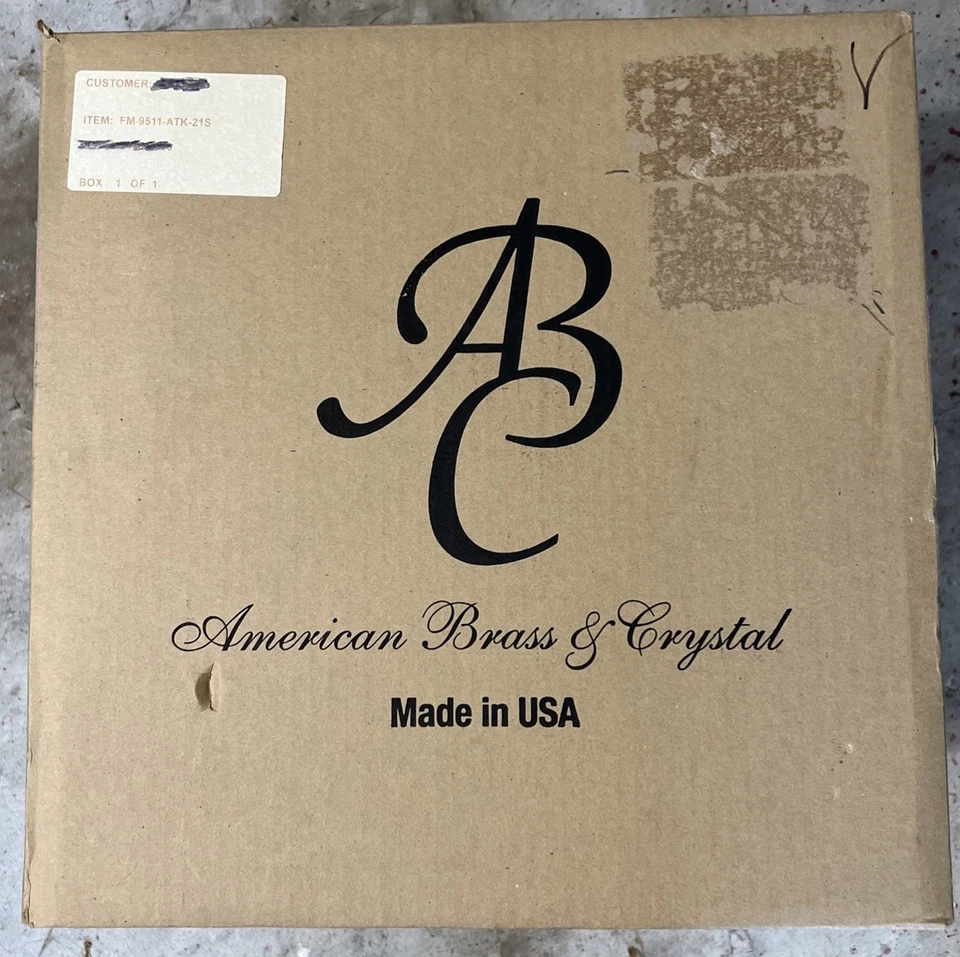 CUSTOMER:
ITEM: FM-9511-ATK-21S
BOX 1 OF 1
ABC
American Brass & Crystal
Made in USA